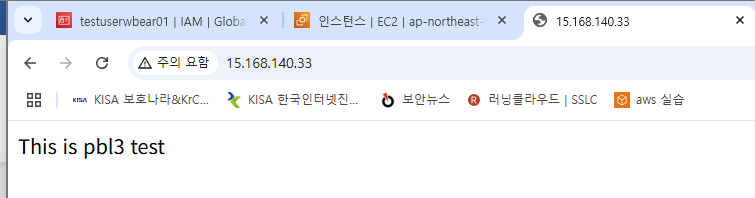 testuserwbear01 | IAM | Globa
인스턴스 | EC2 | ap-northeast-
15.168.140.33
주의 요함
15.168.140.33
KISA KISA 보호나라&KrC...
KISA 한국인터넷진...
보안뉴스
R 러닝클라우드 | SSLC
aws 실습
This is pbl3 test